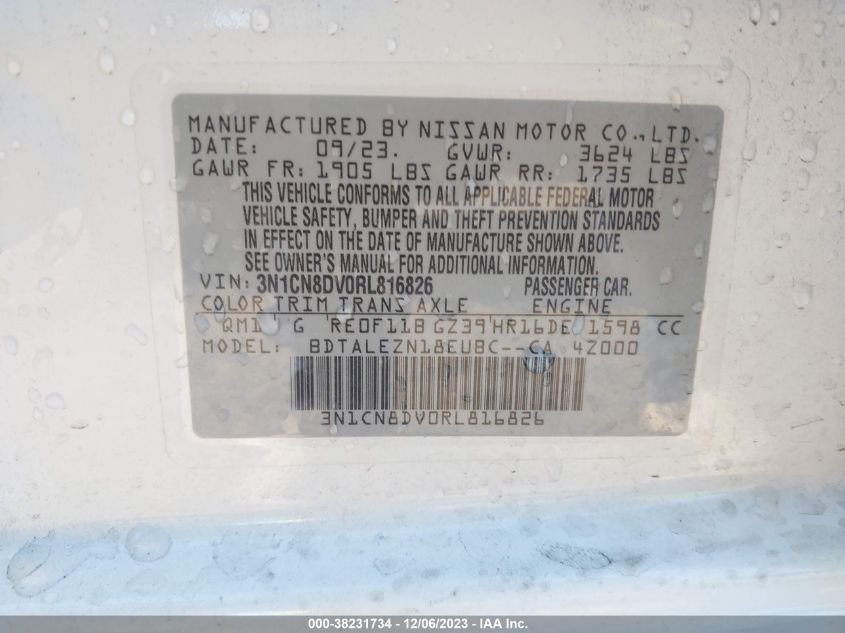 MANUFACTURED BY NISSAN MOTOR CO., LTD.
DATE: 09/23. GVWR: 3624 LBS
GAWR FR: 1905 LBS GAWR RR: 1735 LBS
THIS VEHICLE CONFORMS TO ALL APPLICABLE FEDERAL MOTOR
VEHICLE SAFETY, BUMPER AND THEFT PREVENTION STANDARDS
IN EFFECT ON THE DATE OF MANUFACTURE SHOWN ABOVE.
SEE OWNER'S MANUAL FOR ADDITIONAL INFORMATION.
VIN: 3N1CN8DV0RL816826 PASSENGER CAR.
COLOR TRIM TRANS AXLE ENGINE
QM1 G RE0F11B GZ39 HR16DE 1598 CC
MODEL: BDTALEZN18EUBC--CA 4Z000
3N1CN8DV0RL816826
000-38231734 - 12/06/2023 - IAA Inc.